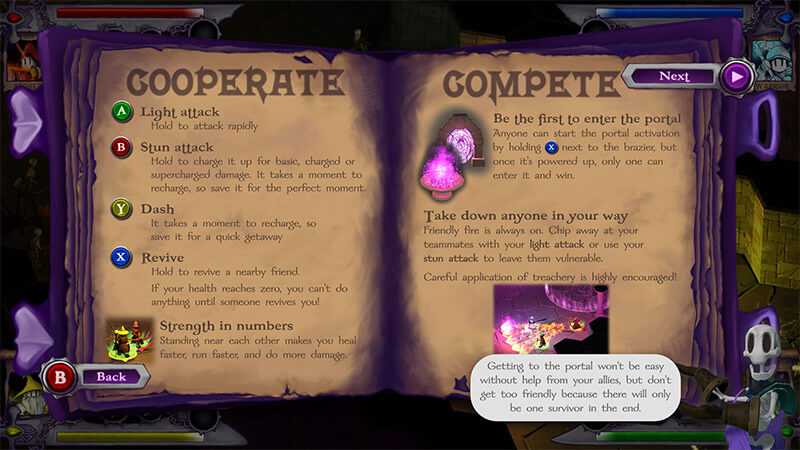 COOPERATE
A Light attack
Hold to attack rapidly
B Stun attack
Hold to charge it up for basic, charged or
supercharged damage. It takes a moment to
recharge, so save it for the perfect moment.
Y Dash
It takes a moment to recharge, so
save it for a quick getaway
X Revive
Hold to revive a nearby friend.
If your health reaches zero, you can't do
anything until someone revives you!
Strength in numbers
Standing near each other makes you heal
faster, run faster, and do more damage.
B Back
COMPETE
Next
Be the first to enter the portal
Anyone can start the portal activation
by holding X next to the brazier, but
once it's powered up, only one can
enter it and win.
Take down anyone in your way
Friendly fire is always on. Chip away at your
teammates with your light attack or use your
stun attack to leave them vulnerable.
Careful application of treachery is highly encouraged!
Getting to the portal won't be easy
without help from your allies, but don't
get too friendly because there will only
be one survivor in the end.
WARRIOR